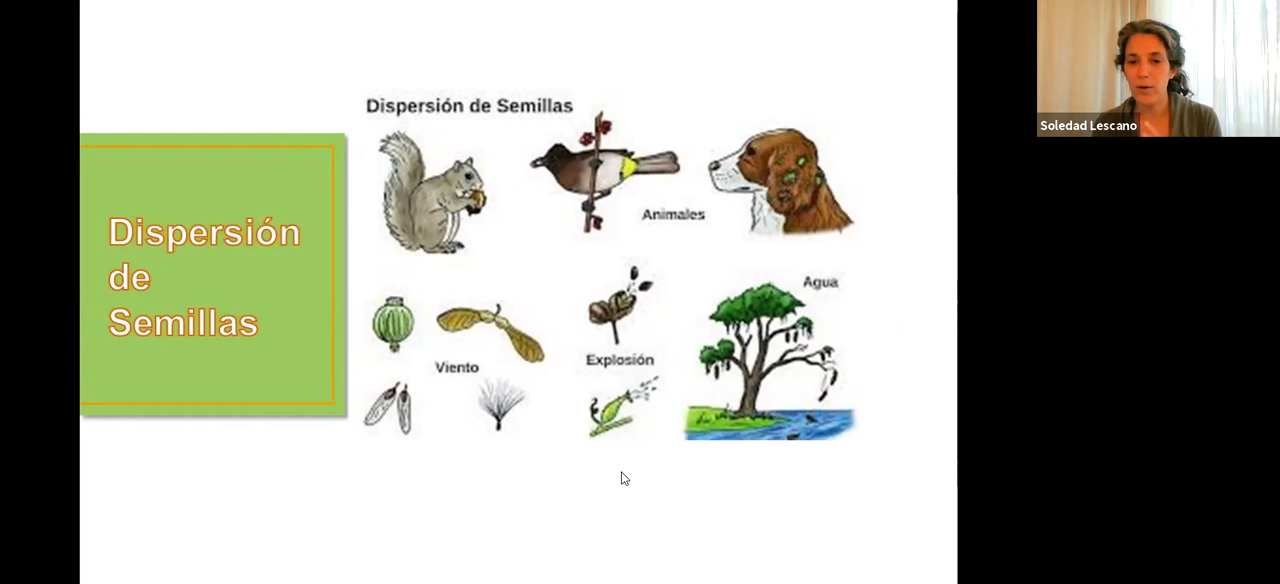 Dispersión
de
Semillas
Dispersión de Semillas
Animales
Viento
Explosión
Agua
Soledad Lescano